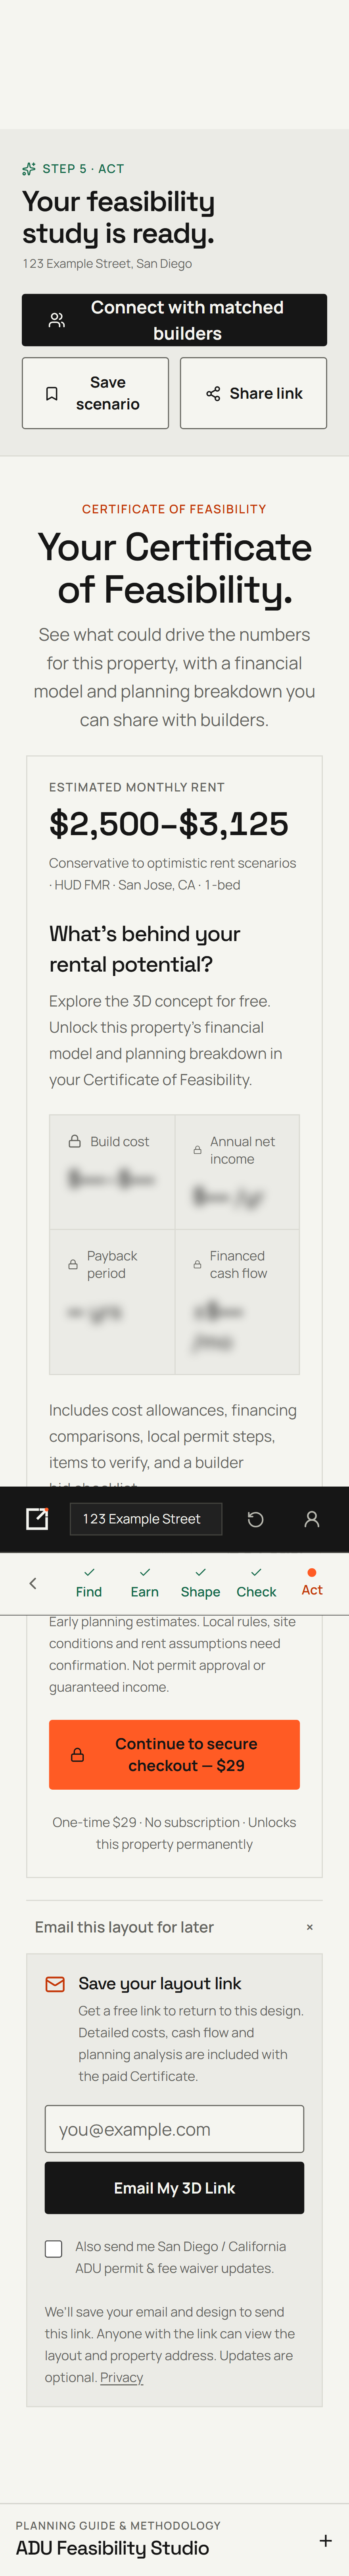 STEP 5 · ACT
Your feasibility
study is ready.
123 Example Street, San Diego
Connect with matched
builders
Save
scenario
Share link
CERTIFICATE OF FEASIBILITY
Your Certificate
of Feasibility.
See what could drive the numbers
for this property, with a financial
model and planning breakdown you
can share with builders.
ESTIMATED MONTHLY RENT
$2,500–$3,125
Conservative to optimistic rent scenarios
· HUD FMR · San Jose, CA · 1-bed
What's behind your
rental potential?
Explore the 3D concept for free.
Unlock this property's financial
model and planning breakdown in
your Certificate of Feasibility.
Build cost
Annual net
income
Payback
period
Financed
cash flow
Includes cost allowances, financing
comparisons, local permit steps,
items to verify, and a builder
bid checklist
123 Example Street
Find
Earn
Shape
Check
Act
Early planning estimates. Local rules, site
conditions and rent assumptions need
confirmation. Not permit approval or
guaranteed income.
Continue to secure
checkout — $29
One-time $29 · No subscription · Unlocks
this property permanently
Email this layout for later ×
Save your layout link
Get a free link to return to this design.
Detailed costs, cash flow and
planning analysis are included with
the paid Certificate.
you@example.com
Email My 3D Link
Also send me San Diego / California
ADU permit & fee waiver updates.
We'll save your email and design to send
this link. Anyone with the link can view the
layout and property address. Updates are
optional. Privacy
PLANNING GUIDE & METHODOLOGY
ADU Feasibility Studio +